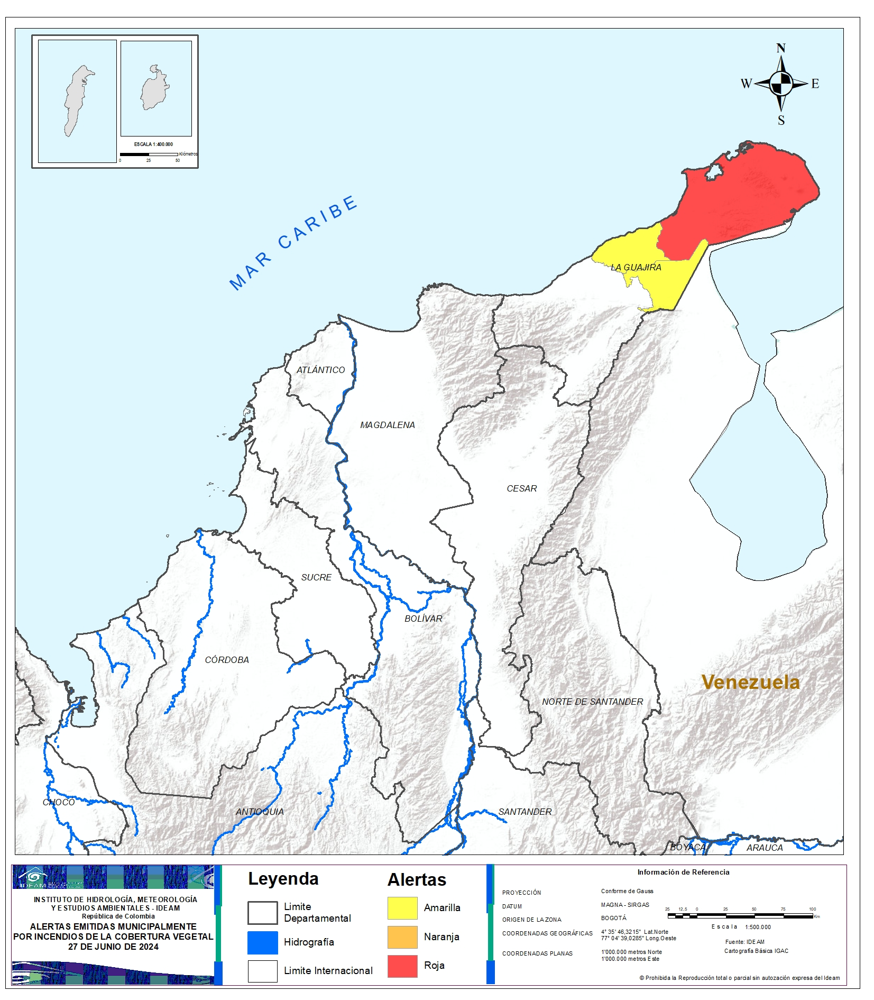 N
W
E
S
ESCALA 1:400.000
Kilómetros
0 25 50
MAR CARIBE
LA GUAJIRA
ATLÁNTICO
MAGDALENA
CESAR
SUCRE
BOLÍVAR
CÓRDOBA
Venezuela
NORTE DE SANTANDER
CHOCÓ
ANTIOQUIA
SANTANDER
BOYACÁ
ARAUCA
IDEAM
INSTITUTO DE HIDROLOGÍA, METEOROLOGÍA
Y ESTUDIOS AMBIENTALES - IDEAM
República de Colombia
ALERTAS EMITIDAS MUNICIPALMENTE
POR INCENDIOS DE LA COBERTURA VEGETAL
27 DE JUNIO DE 2024
Leyenda
Limite
Departamental
Hidrografía
Limite Internacional
Alertas
Amarilla
Naranja
Roja
Información de Referencia
PROYECCIÓN Conforme de Gauss
DATUM MAGNA - SIRGAS
ORIGEN DE LA ZONA BOGOTÁ
COORDENADAS GEOGRÁFICAS 4° 35' 46,3215" Lat.Norte
77° 04' 39,0285" Long.Oeste
COORDENADAS PLANAS 1'000.000 metros Norte
1'000.000 metros Este
25 12,5 0 25 50 75 100
Km
Escala 1:500.000
Fuente: IDEAM
Cartografía Básica IGAC
© Prohibida la Reproducción total o parcial sin autozación expresa del Ideam